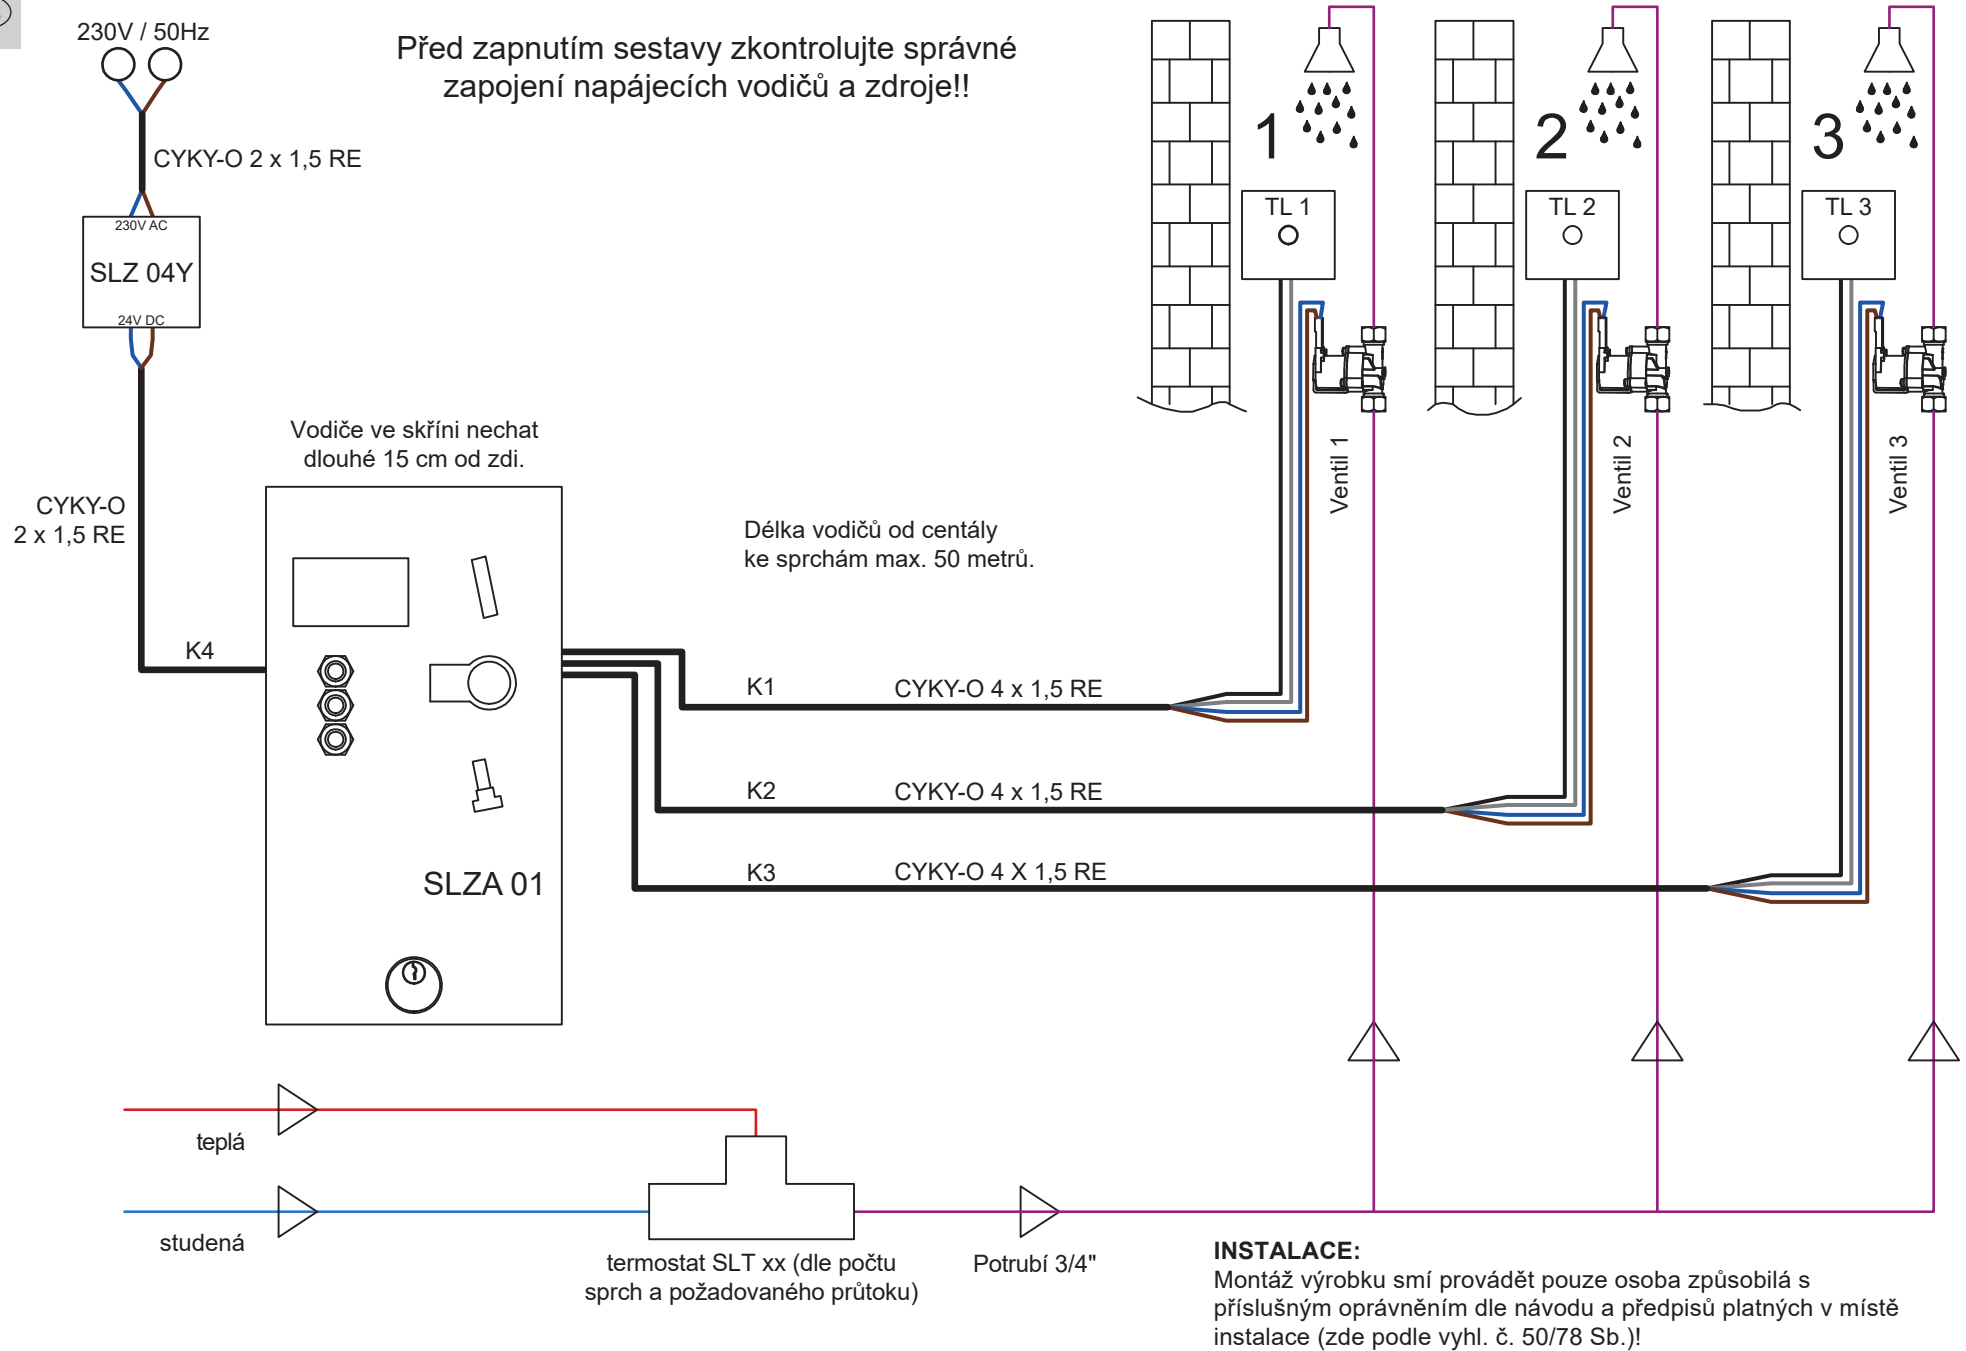 230V / 50Hz
Před zapnutím sestavy zkontrolujte správné
zapojení napájecích vodičů a zdroje!!
CYKY-O 2 x 1,5 RE
230V AC
SLZ 04Y
24V DC
1
2
3
TL 1
TL 2
TL 3
Ventil 1
Ventil 2
Ventil 3
Vodiče ve skříni nechat
dlouhé 15 cm od zdi.
CYKY-O
2 x 1,5 RE
Délka vodičů od centály
ke sprchám max. 50 metrů.
K4
K1
CYKY-O 4 x 1,5 RE
K2
CYKY-O 4 x 1,5 RE
K3
CYKY-O 4 X 1,5 RE
SLZA 01
teplá
studená
termostat SLT xx (dle počtu
sprch a požadovaného průtoku)
Potrubí 3/4"
INSTALACE:
Montáž výrobku smí provádět pouze osoba způsobilá s
příslušným oprávněním dle návodu a předpisů platných v místě
instalace (zde podle vyhl. č. 50/78 Sb.)!